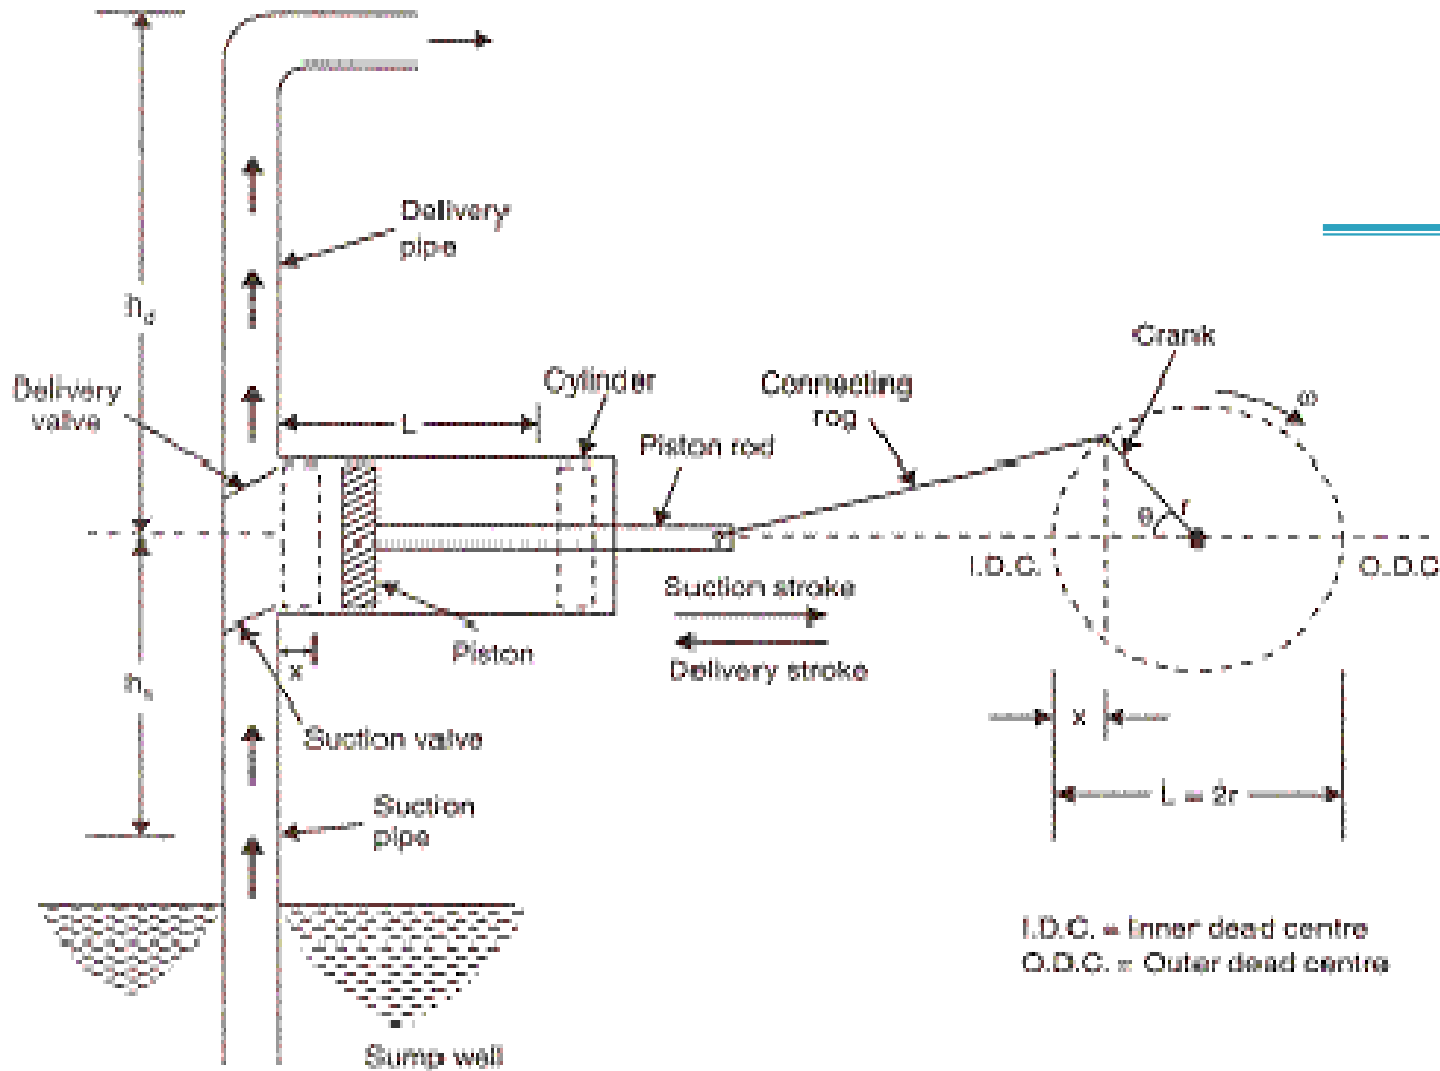 Delivery
pipe
hd
Crank
Delivery
valve
Cylinder
Connecting
rog
ω
L
Piston rod
θ
r
I.D.C.
O.D.C
Suction stroke
Piston
x
Delivery stroke
hs
Suction valve
x
L = 2r
Suction
pipe
I.D.C. = Inner dead centre
O.D.C. = Outer dead centre
Sump well